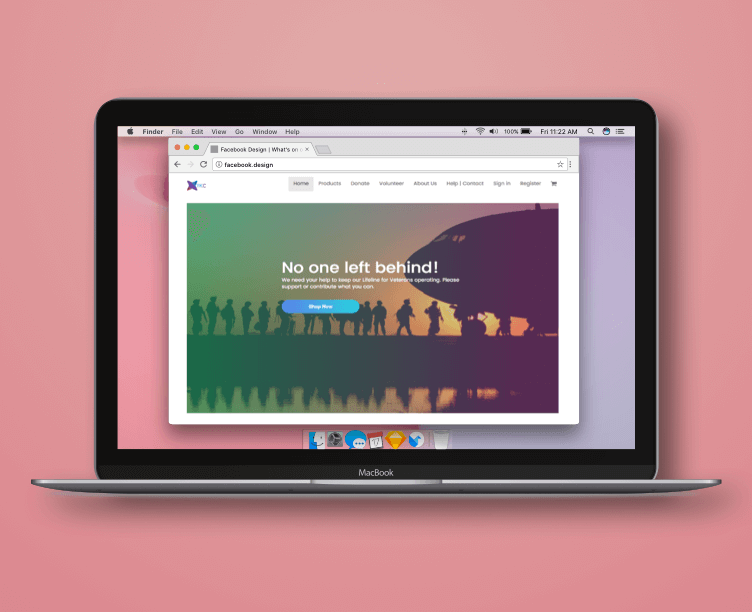 Finder File Edit View Go Window Help 100% Fri 11:22 AM
Facebook Design | What's on
facebook.design
Home Products Donate Volunteer About Us Help | Contact Sign In Register
No one left behind!
We need your help to keep our Lifeline for Veterans operating. Please
support or contribute what you can.
Shop Now
17
MacBook